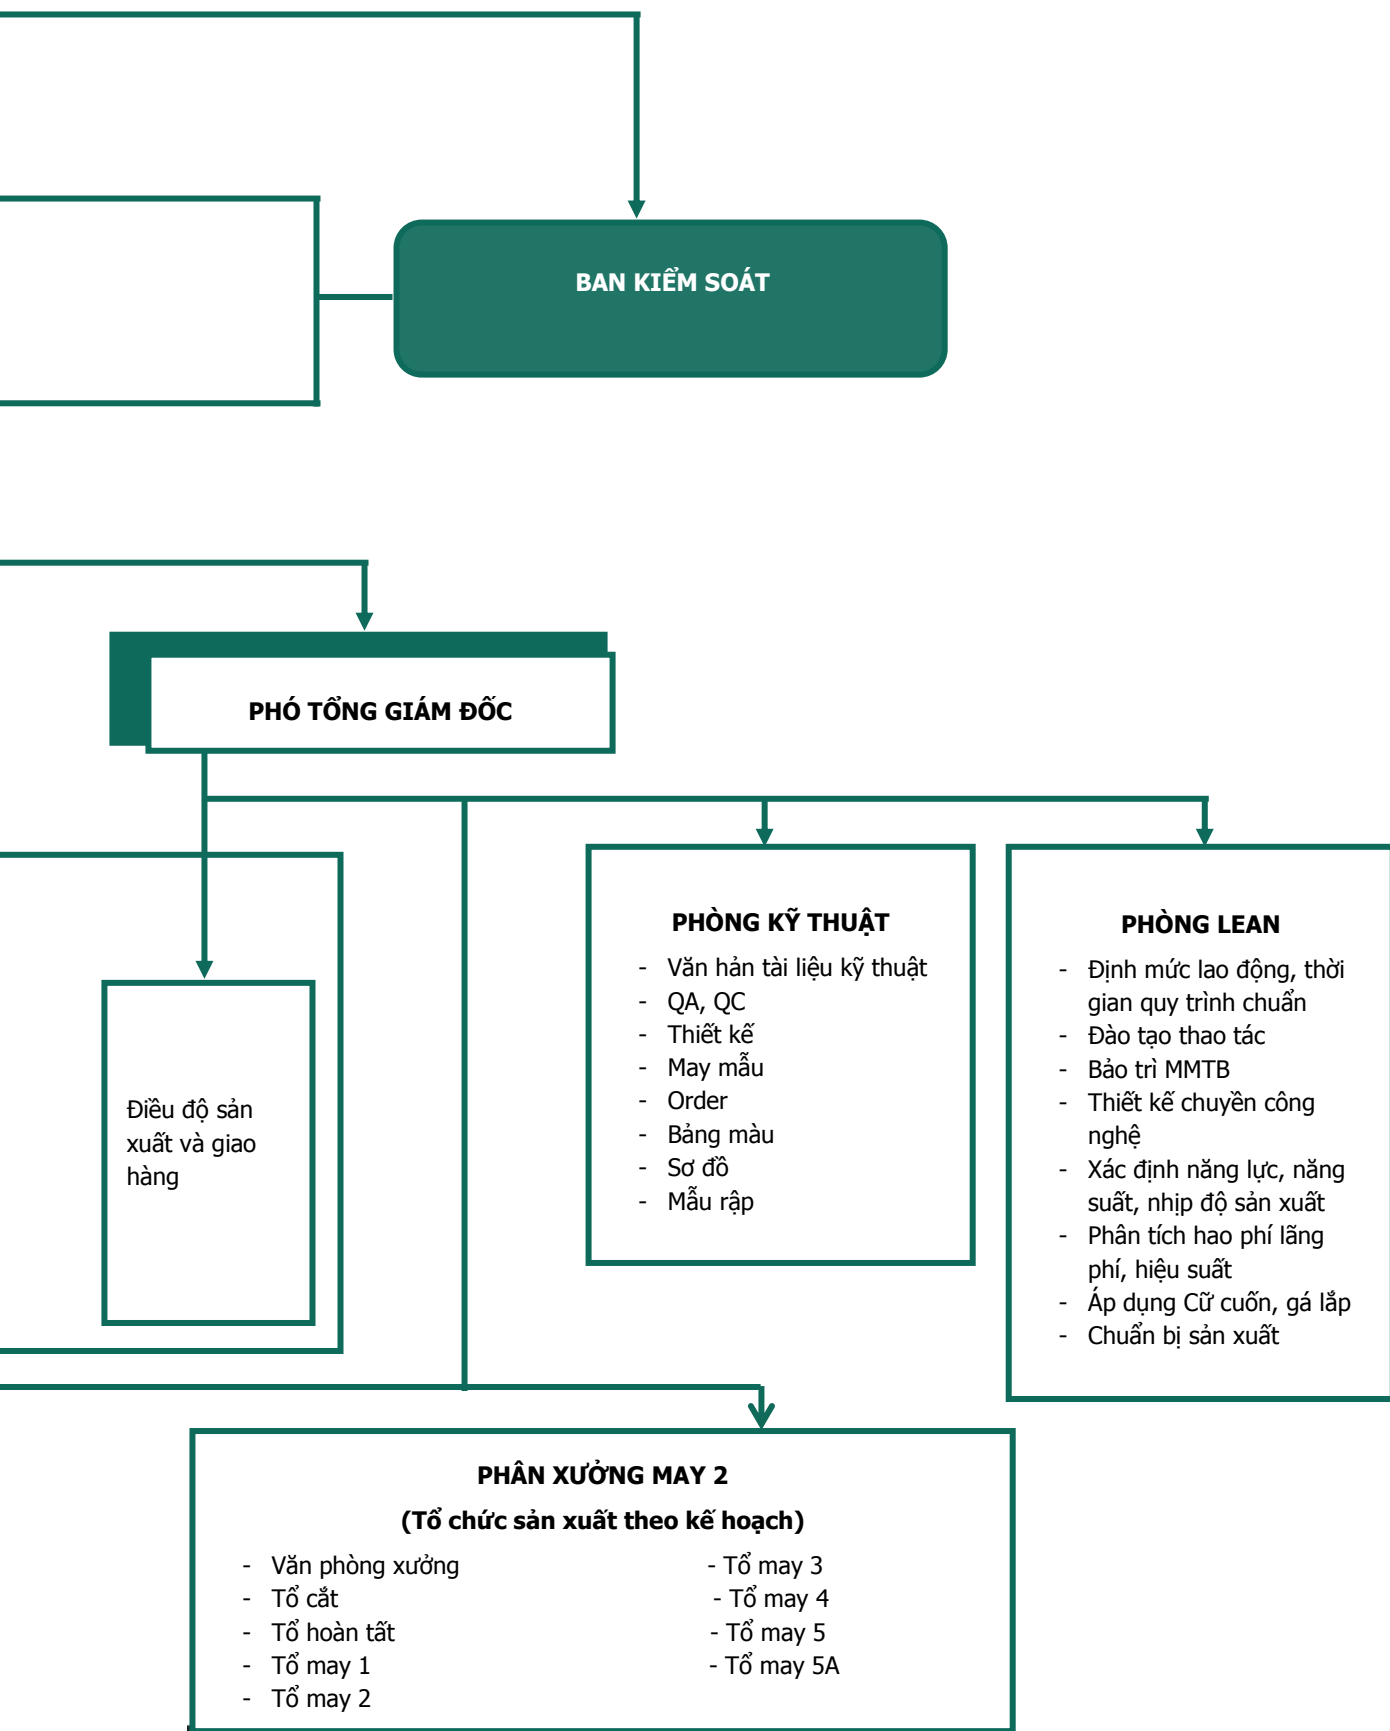 BAN KIỂM SOÁT
PHÓ TỔNG GIÁM ĐỐC
Điều độ sản
xuất và giao
hàng
PHÒNG KỸ THUẬT
- Văn hản tài liệu kỹ thuật
- QA, QC
- Thiết kế
- May mẫu
- Order
- Bảng màu
- Sơ đồ
- Mẫu rập
PHÒNG LEAN
- Định mức lao động, thời
gian quy trình chuẩn
- Đào tạo thao tác
- Bảo trì MMTB
- Thiết kế chuyền công
nghệ
- Xác định năng lực, năng
suất, nhịp độ sản xuất
- Phân tích hao phí lãng
phí, hiệu suất
- Áp dụng Cữ cuốn, gá lắp
- Chuẩn bị sản xuất
PHÂN XƯỞNG MAY 2
(Tổ chức sản xuất theo kế hoạch)
- Văn phòng xưởng
- Tổ cắt
- Tổ hoàn tất
- Tổ may 1
- Tổ may 2
- Tổ may 3
- Tổ may 4
- Tổ may 5
- Tổ may 5A